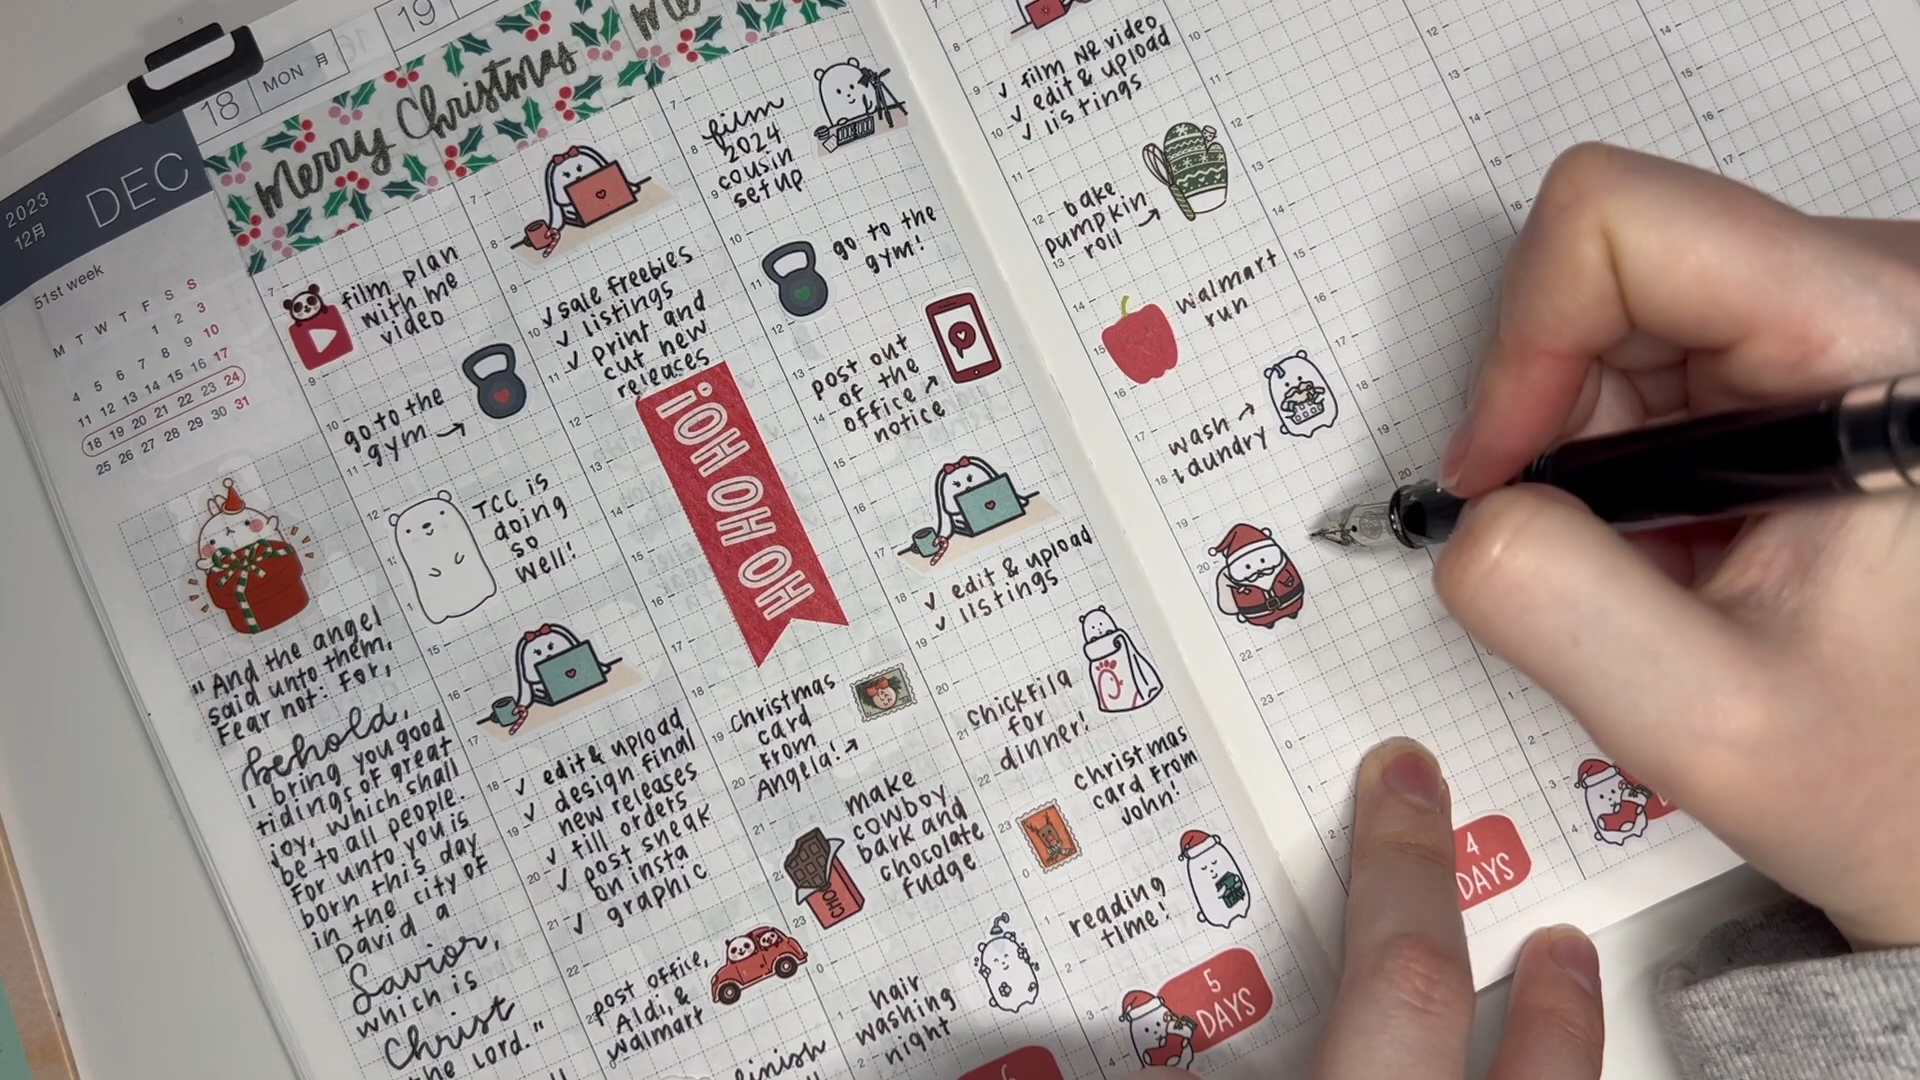 2023
12月
DEC
51st week
M T W T F S S
1 2 3
4 5 6 7 8 9 10
11 12 13 14 15 16 17
18 19 20 21 22 23 24
25 26 27 28 29 30 31
18
MON 月
19
Merry Christmas
Me
"And the angel
said unto them,
Fear not: For,
behold,
I bring you good
tidings of great
joy, which shall
be to all people.
For unto you is
born this day
in the city of
David a
Savior,
which is
Christ
the Lord."
film plan
with me
video
go to the
gym
TCC is
doing
so
well!
✓ edit & upload
✓ design final
new releases
✓ fill orders
✓ post sneak
on insta
✓ graphic
post office,
Aldi, &
Walmart
✓ sale freebies
✓ listings
✓ print and
cut new
releases
HO HO HO!
Christmas
card
from
Angela!
make
cowboy
bark and
chocolate
fudge
CHO
hair
washing
night
finish
film
2024
cousin
setup
go to the
gym!
post out
of the
office
notice
✓ edit & upload
✓ listings
chickfila
for
dinner!
christmas
card from
John!
reading
time!
5
DAYS
✓ film NR video
✓ edit & upload
✓ listings
bake
pumpkin
roll
walmart
run
wash
laundry
4
DAYS